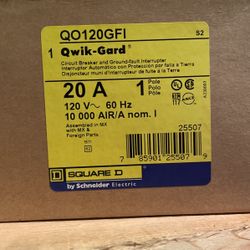 QO120GFI
S2
1 Qwik-Gard®
Circuit Breaker and Ground-fault Interrupter
Interruptor Automático con Protección por falla a Tierra
Disjoncteur muni d'interrupteur de fuite à la Terre
20 A
1 Pole
Polo
Pôle
120 V~ 60 Hz
10 000 AIR/A nom. I
Assembled in MX
with MX &
Foreign Parts
25507
7 85901 25507 9
SQUARE D
by Schneider Electric